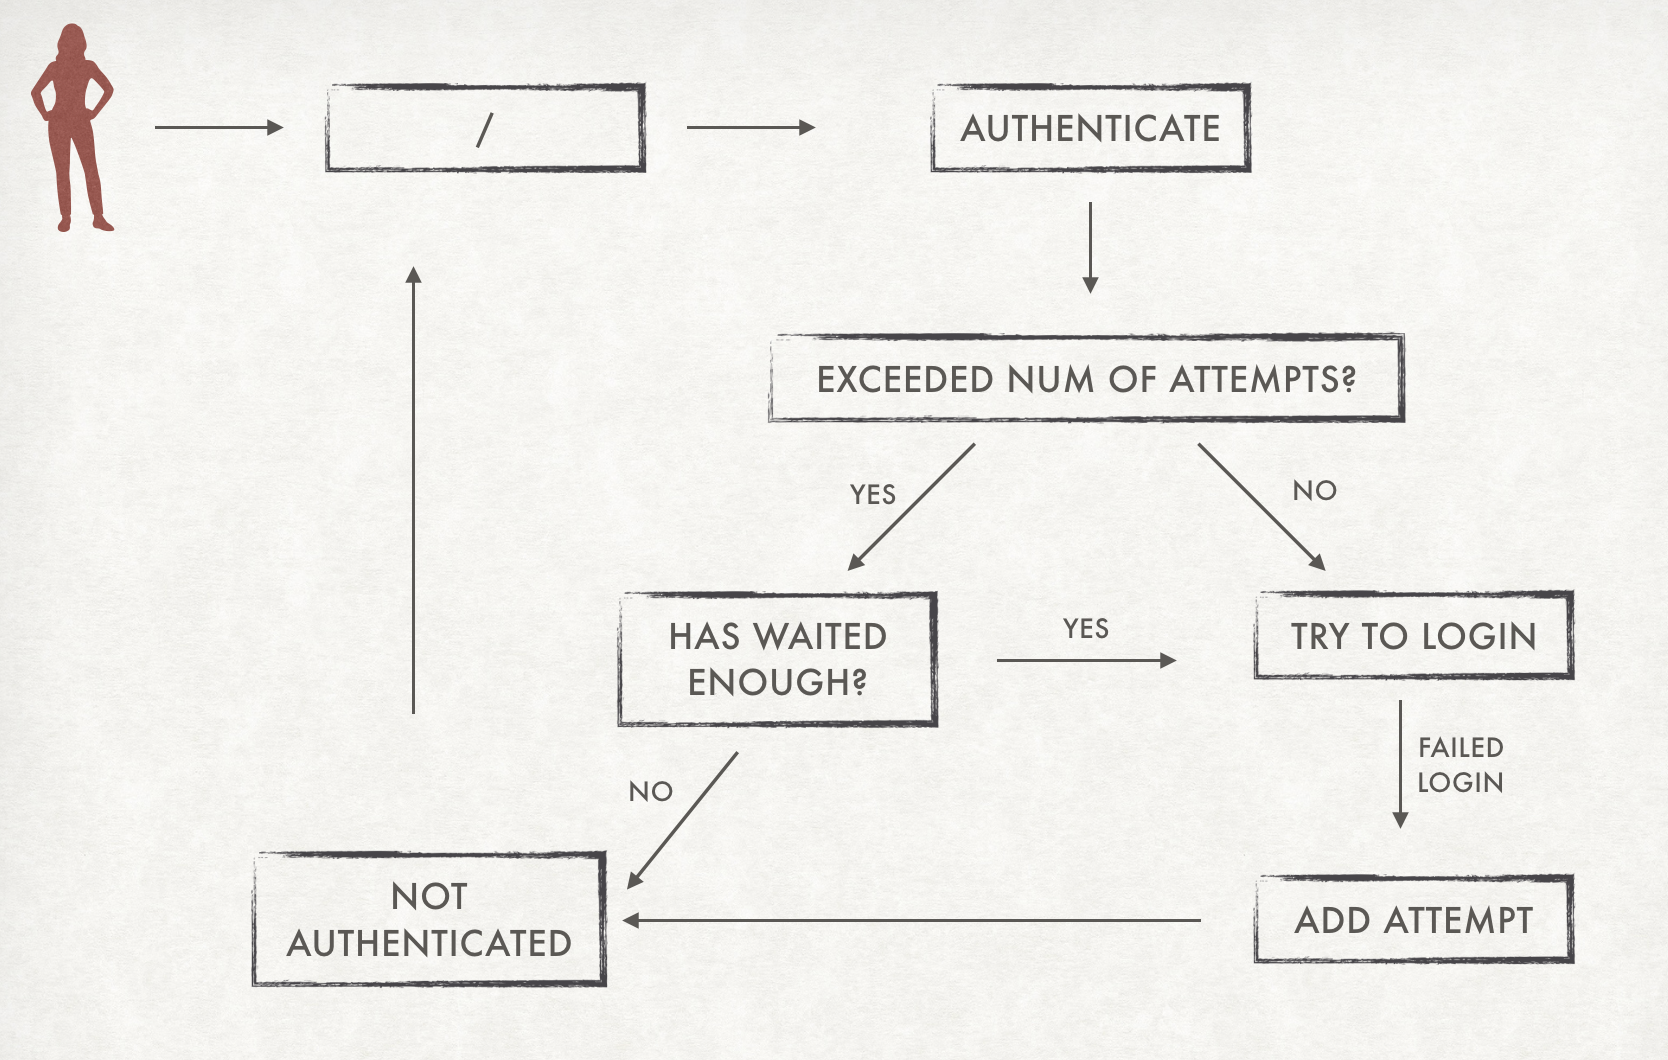 /
AUTHENTICATE
EXCEEDED NUM OF ATTEMPTS?
YES
NO
HAS WAITED
ENOUGH?
YES
TRY TO LOGIN
FAILED
LOGIN
NO
NOT
AUTHENTICATED
ADD ATTEMPT